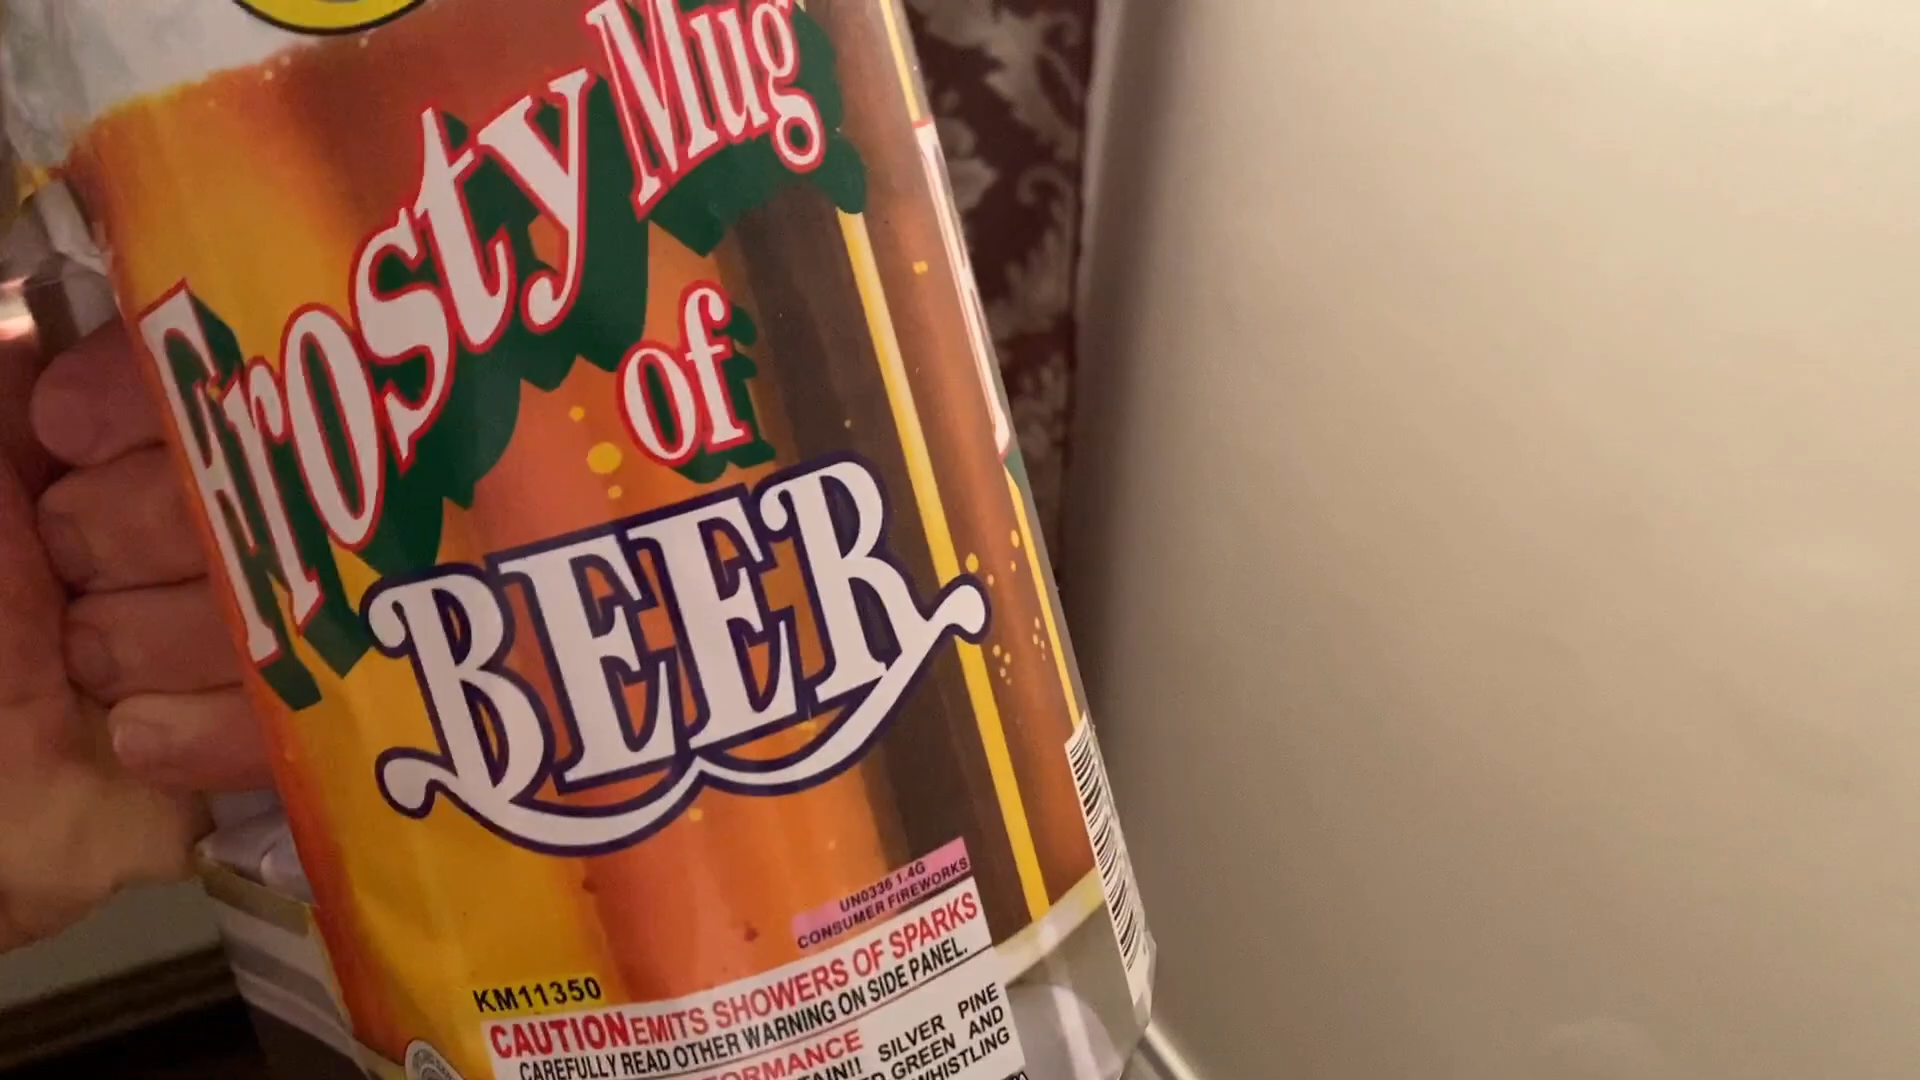 Frosty Mug
of
BEER
UN0336 1.4G
CONSUMER FIREWORKS
KM11350
CAUTION EMITS SHOWERS OF SPARKS
CAREFULLY READ OTHER WARNING ON SIDE PANEL.
SILVER PINE
GREEN AND
WHISTLING